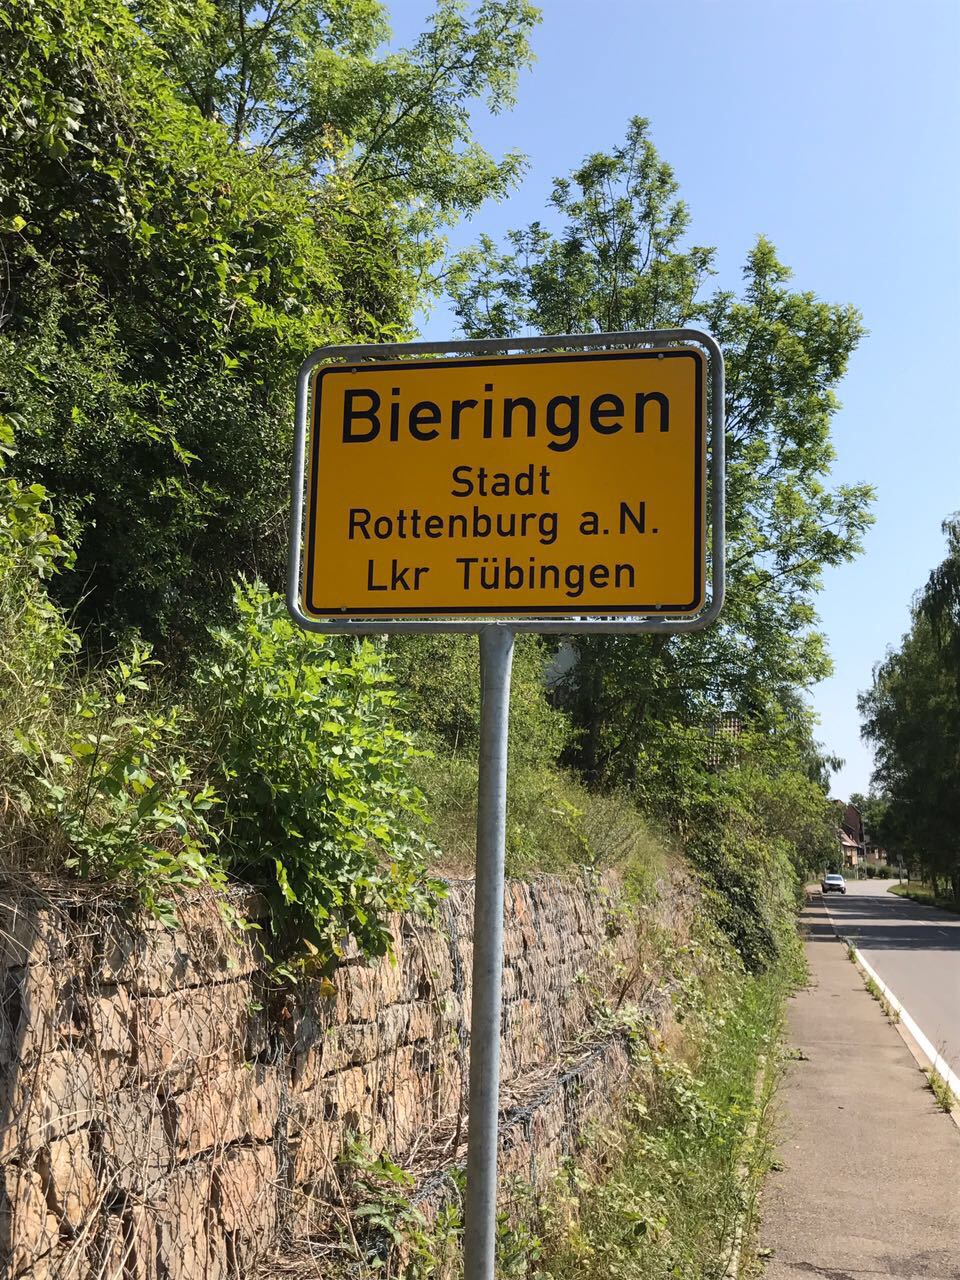 Bieringen
Stadt
Rottenburg a.N.
Lkr Tübingen